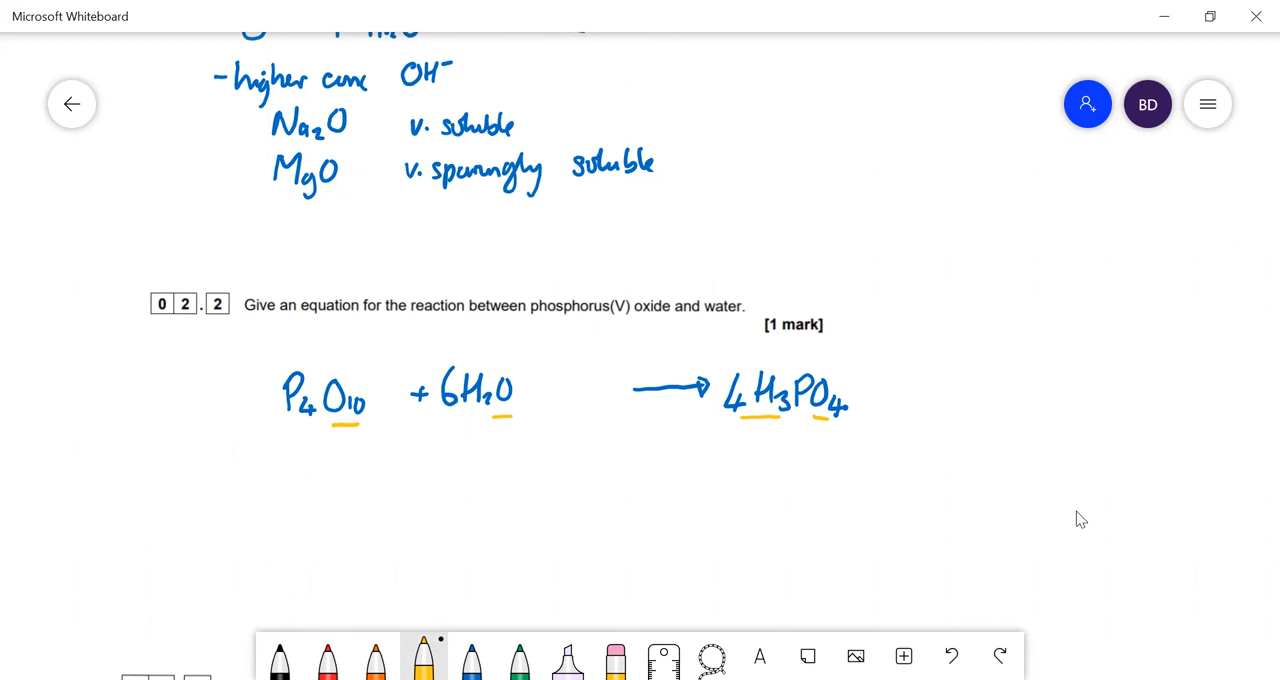 Microsoft Whiteboard
-higher conc OH⁻
Na₂O v. soluble
MgO v. sparingly soluble
BD
0 2 . 2 Give an equation for the reaction between phosphorus(V) oxide and water.
[1 mark]
P₄O₁₀ + 6H₂O → 4H₃PO₄
A